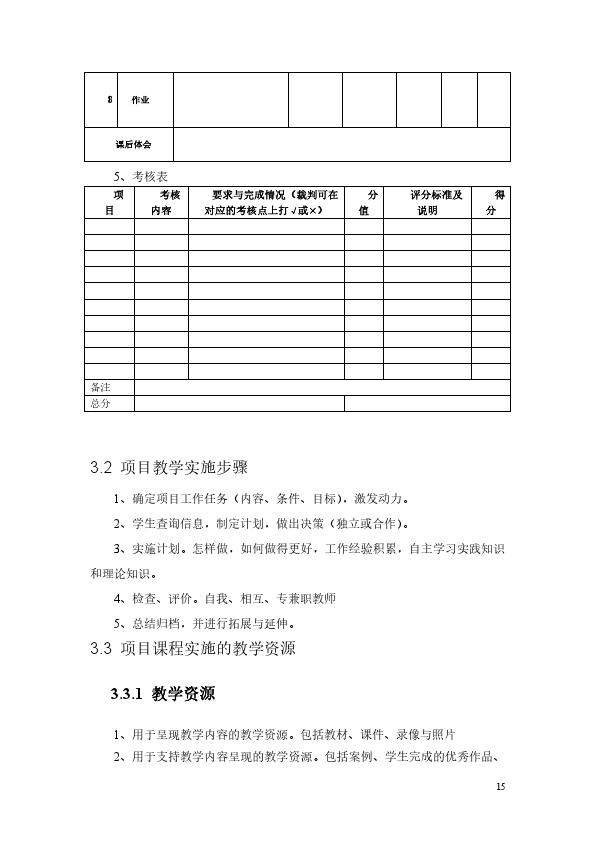 8 作业
课后体会
5、考核表
项目 考核内容 要求与完成情况（裁判可在对应的考核点上打√或×） 分值 评分标准及说明 得分
备注
总分
3.2 项目教学实施步骤
1、确定项目工作任务（内容、条件、目标），激发动力。
2、学生查询信息，制定计划，做出决策（独立或合作）。
3、实施计划。怎样做，如何做得更好，工作经验积累，自主学习实践知识
和理论知识。
4、检查、评价。自我、相互、专兼职教师
5、总结归档，并进行拓展与延伸。
3.3 项目课程实施的教学资源
3.3.1 教学资源
1、用于呈现教学内容的教学资源。包括教材、课件、录像与照片
2、用于支持教学内容呈现的教学资源。包括案例、学生完成的优秀作品、
15